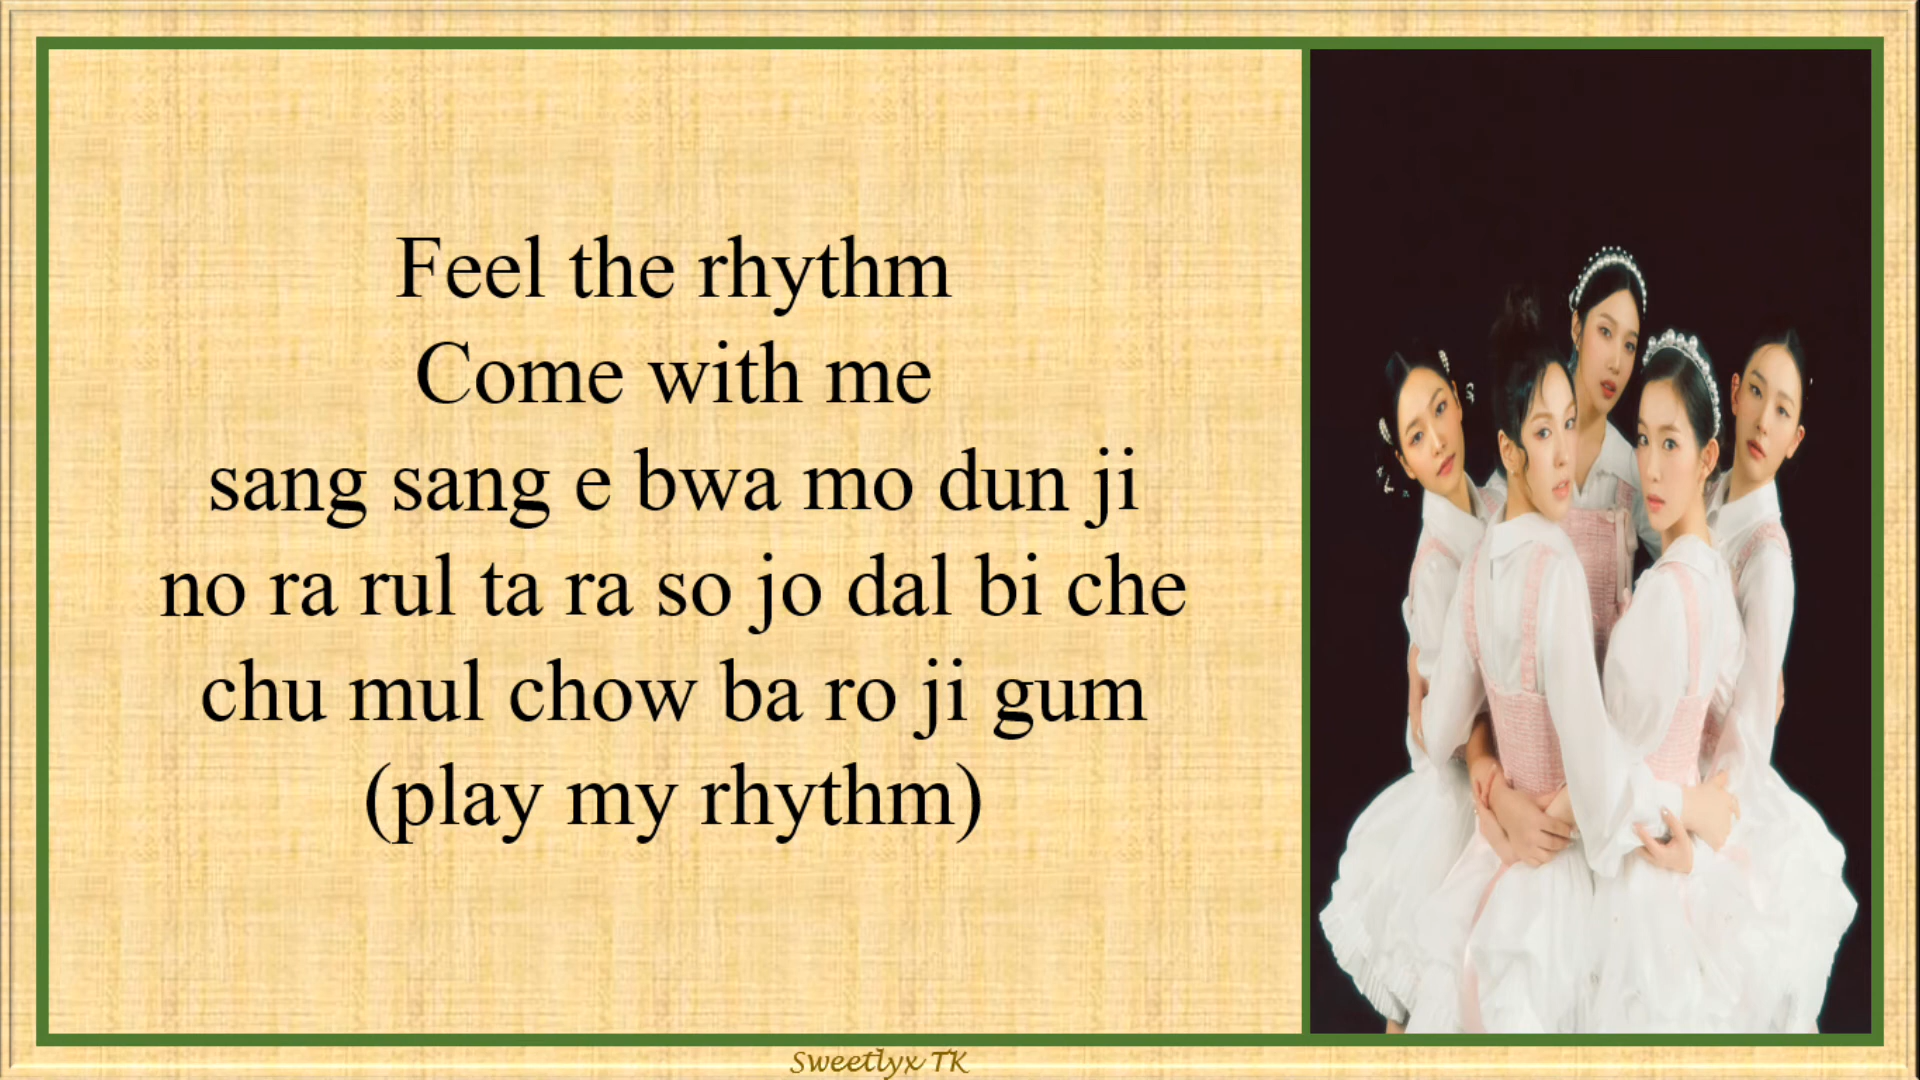 Feel the rhythm
Come with me
sang sang e bwa mo dun ji
no ra rul ta ra so jo dal bi che
chu mul chow ba ro ji gum
(play my rhythm)
Sweetlyx TK